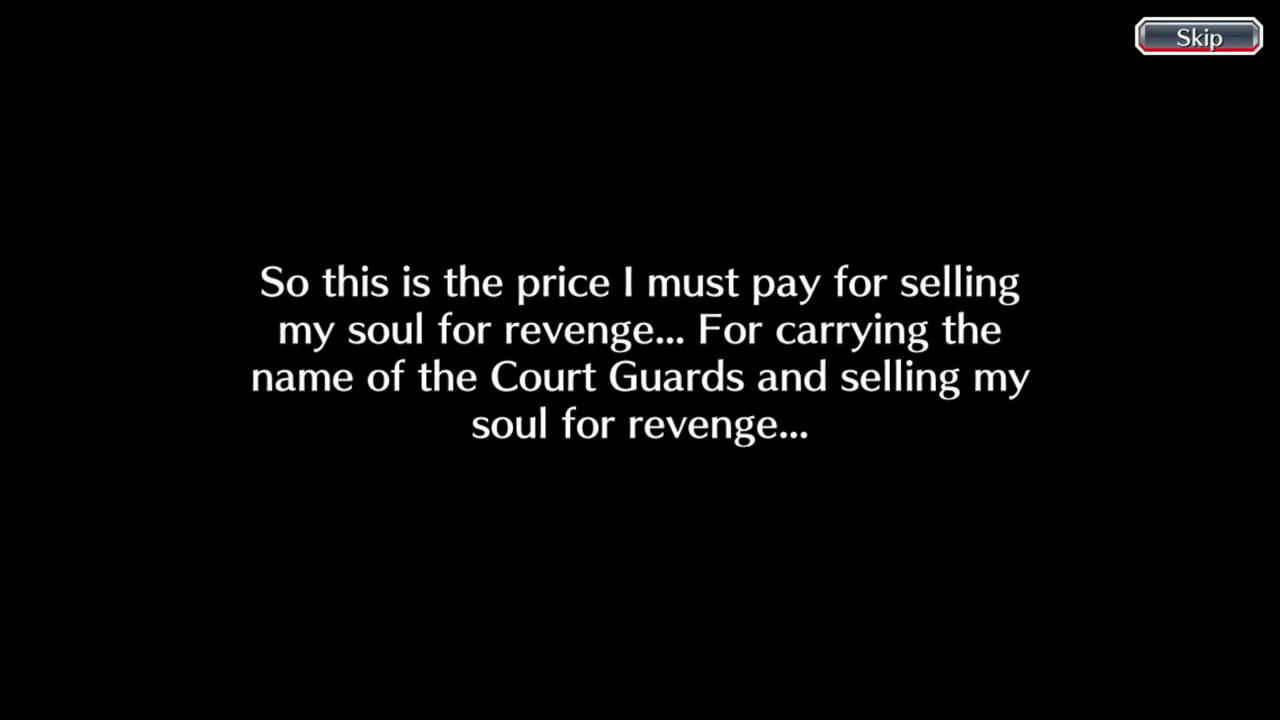 Skip
So this is the price I must pay for selling
my soul for revenge... For carrying the
name of the Court Guards and selling my
soul for revenge...